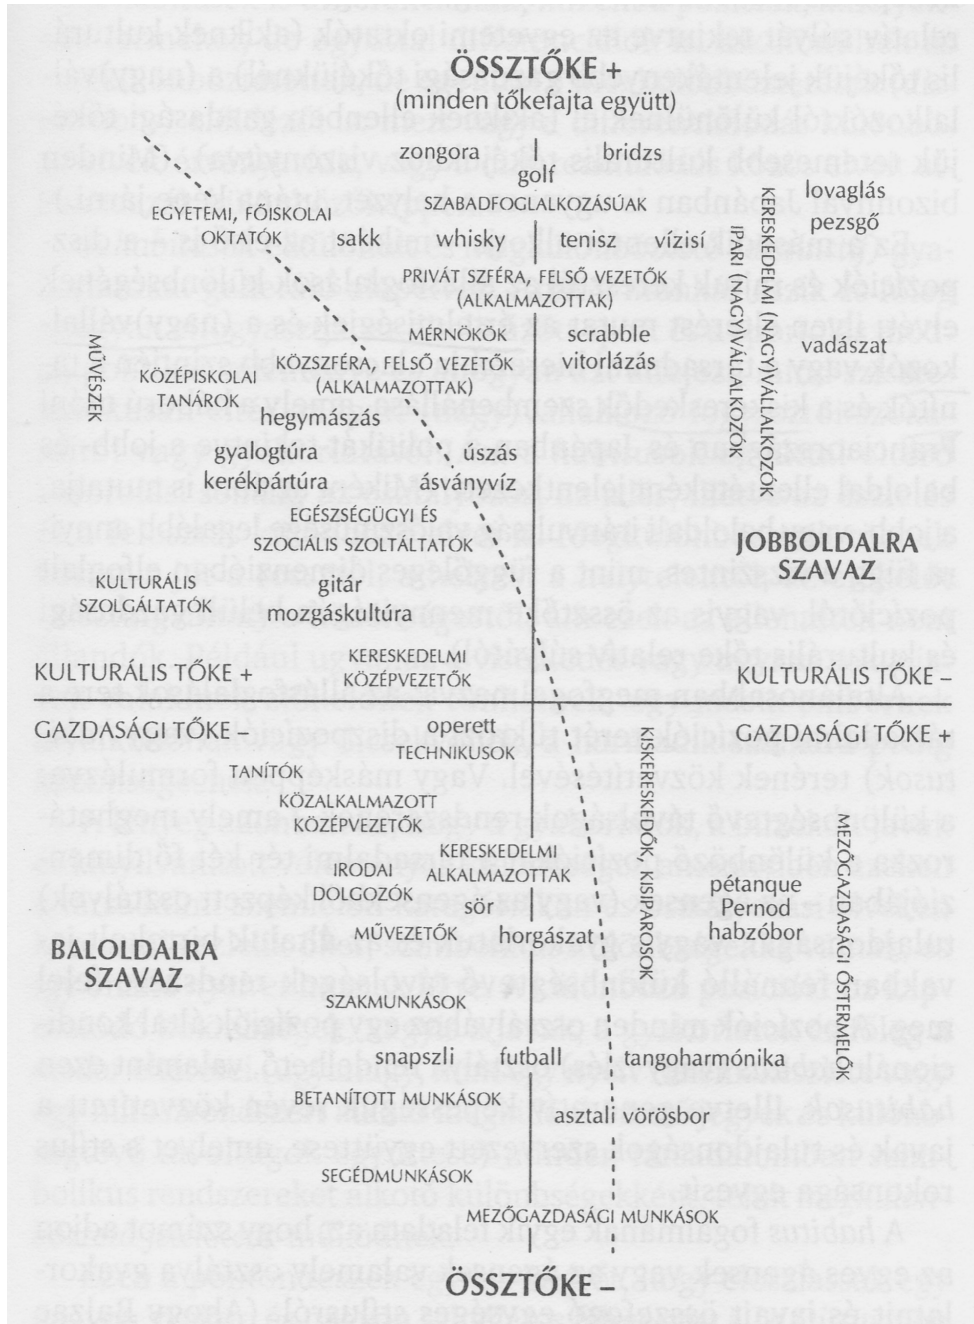 ÖSSZTŐKE +
(minden tőkefajta együtt)
zongora
bridzs
golf
lovaglás
pezsgő
SZABADFOGLALKOZÁSÚAK
EGYETEMI, FŐISKOLAI
OKTATÓK
sakk
whisky
tenisz
vízisí
KERESKEDELMI (NAGY)VÁLLALKOZÓK
IPARI (NAGY)VÁLLALKOZÓK
PRIVÁT SZFÉRA, FELSŐ VEZETŐK
(ALKALMAZOTTAK)
MÉRNÖKÖK
scrabble
vitorlázás
vadászat
MŰVÉSZEK
KÖZÉPISKOLAI
TANÁROK
KÖZSZFÉRA, FELSŐ VEZETŐK
(ALKALMAZOTTAK)
hegymászás
gyalogtúra
úszás
kerékpártúra
ásványvíz
EGÉSZSÉGÜGYI ÉS
SZOCIÁLIS SZOLTÁLTATÓK
JOBBOLDALRA
SZAVAZ
KULTURÁLIS
SZOLGÁLTATÓK
gitár
mozgáskultúra
KERESKEDELMI
KÖZÉPVEZETŐK
KULTURÁLIS TŐKE +
KULTURÁLIS TŐKE –
GAZDASÁGI TŐKE –
GAZDASÁGI TŐKE +
operett
TECHNIKUSOK
TANÍTÓK
KÖZALKALMAZOTT
KÖZÉPVEZETŐK
KISKERESKEDŐK, KISIPAROSOK
MEZŐGAZDASÁGI ŐSTERMELŐK
KERESKEDELMI
ALKALMAZOTTAK
IRODAI
DOLGOZÓK
sör
pétanque
Pernod
habzóbor
MŰVEZETŐK
horgászat
BALOLDALRA
SZAVAZ
SZAKMUNKÁSOK
snapszli
futball
tangoharmónika
BETANÍTOTT MUNKÁSOK
asztali vörösbor
SEGÉDMUNKÁSOK
MEZŐGAZDASÁGI MUNKÁSOK
ÖSSZTŐKE –